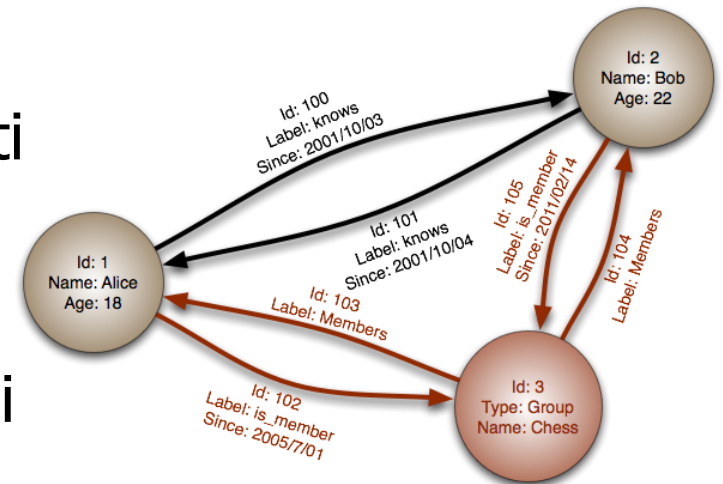 Id: 2
Name: Bob
Age: 22
Id: 100
Label: knows
Since: 2001/10/03
ti
Id: 101
Label: knows
Since: 2001/10/04
Id: 105
Label: is_member
Since: 2011/02/14
Id: 104
Label: Members
Id: 1
Name: Alice
Age: 18
Id: 103
Label: Members
i
Id: 102
Label: is_member
Since: 2005/7/01
Id: 3
Type: Group
Name: Chess